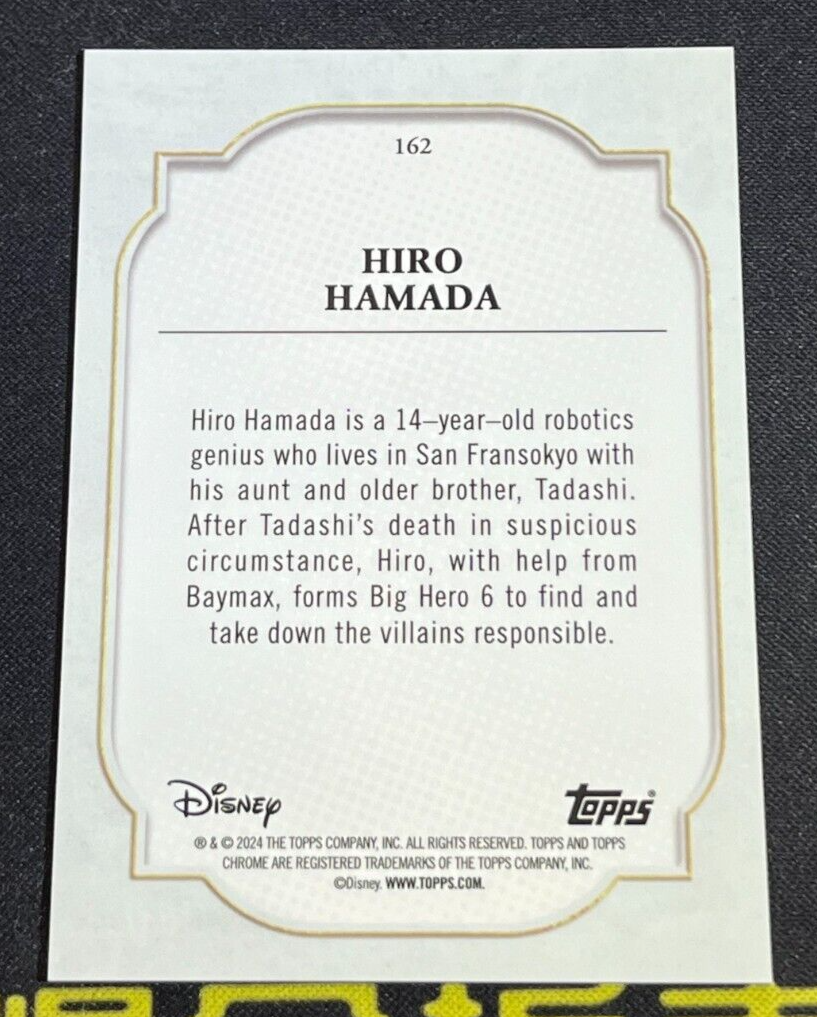 162
HIRO
HAMADA
Hiro Hamada is a 14–year–old robotics
genius who lives in San Fransokyo with
his aunt and older brother, Tadashi.
After Tadashi's death in suspicious
circumstance, Hiro, with help from
Baymax, forms Big Hero 6 to find and
take down the villains responsible.
Disney
Topps®
® & © 2024 THE TOPPS COMPANY, INC. ALL RIGHTS RESERVED. TOPPS AND TOPPS
CHROME ARE REGISTERED TRADEMARKS OF THE TOPPS COMPANY, INC.
©Disney. WWW.TOPPS.COM.